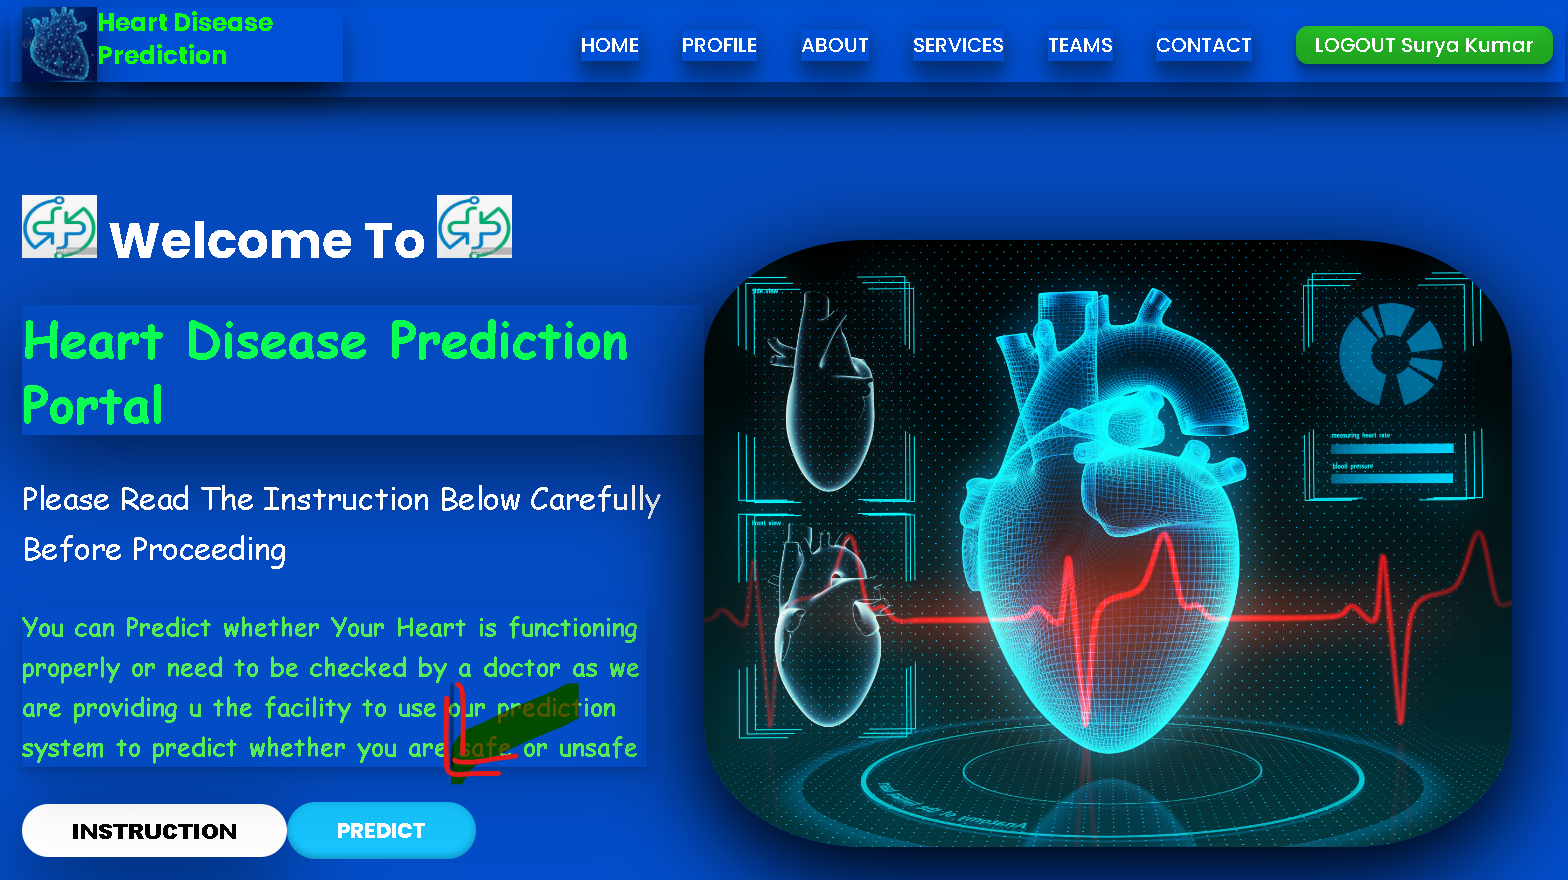 Heart Disease
Prediction
HOME PROFILE ABOUT SERVICES TEAMS CONTACT LOGOUT Surya Kumar
Welcome To
Heart Disease Prediction
Portal
Please Read The Instruction Below Carefully
Before Proceeding
You can Predict whether Your Heart is functioning
properly or need to be checked by a doctor as we
are providing u the facility to use our prediction
system to predict whether you are safe or unsafe
INSTRUCTION PREDICT
side view
front view
measuring heart rate
blood pressure